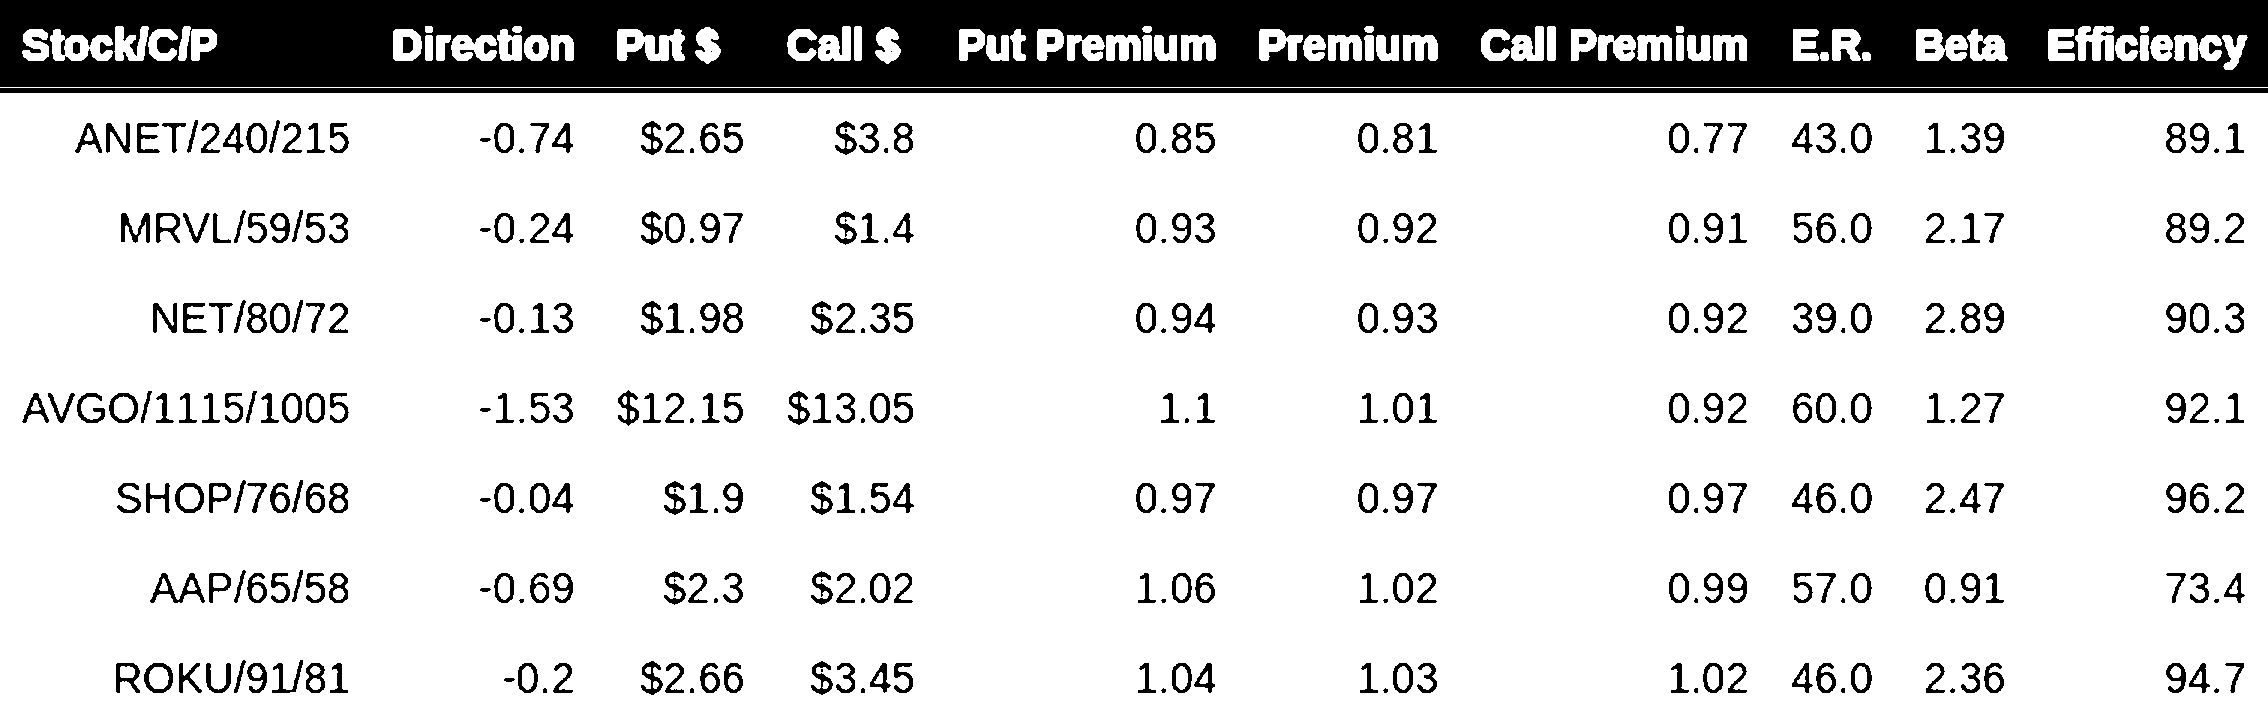 Stock/C/P Direction Put $ Call $ Put Premium Premium Call Premium E.R. Beta Efficiency
ANET/240/215 -0.74 $2.65 $3.8 0.85 0.81 0.77 43.0 1.39 89.1
MRVL/59/53 -0.24 $0.97 $1.4 0.93 0.92 0.91 56.0 2.17 89.2
NET/80/72 -0.13 $1.98 $2.35 0.94 0.93 0.92 39.0 2.89 90.3
AVGO/1115/1005 -1.53 $12.15 $13.05 1.1 1.01 0.92 60.0 1.27 92.1
SHOP/76/68 -0.04 $1.9 $1.54 0.97 0.97 0.97 46.0 2.47 96.2
AAP/65/58 -0.69 $2.3 $2.02 1.06 1.02 0.99 57.0 0.91 73.4
ROKU/91/81 -0.2 $2.66 $3.45 1.04 1.03 1.02 46.0 2.36 94.7